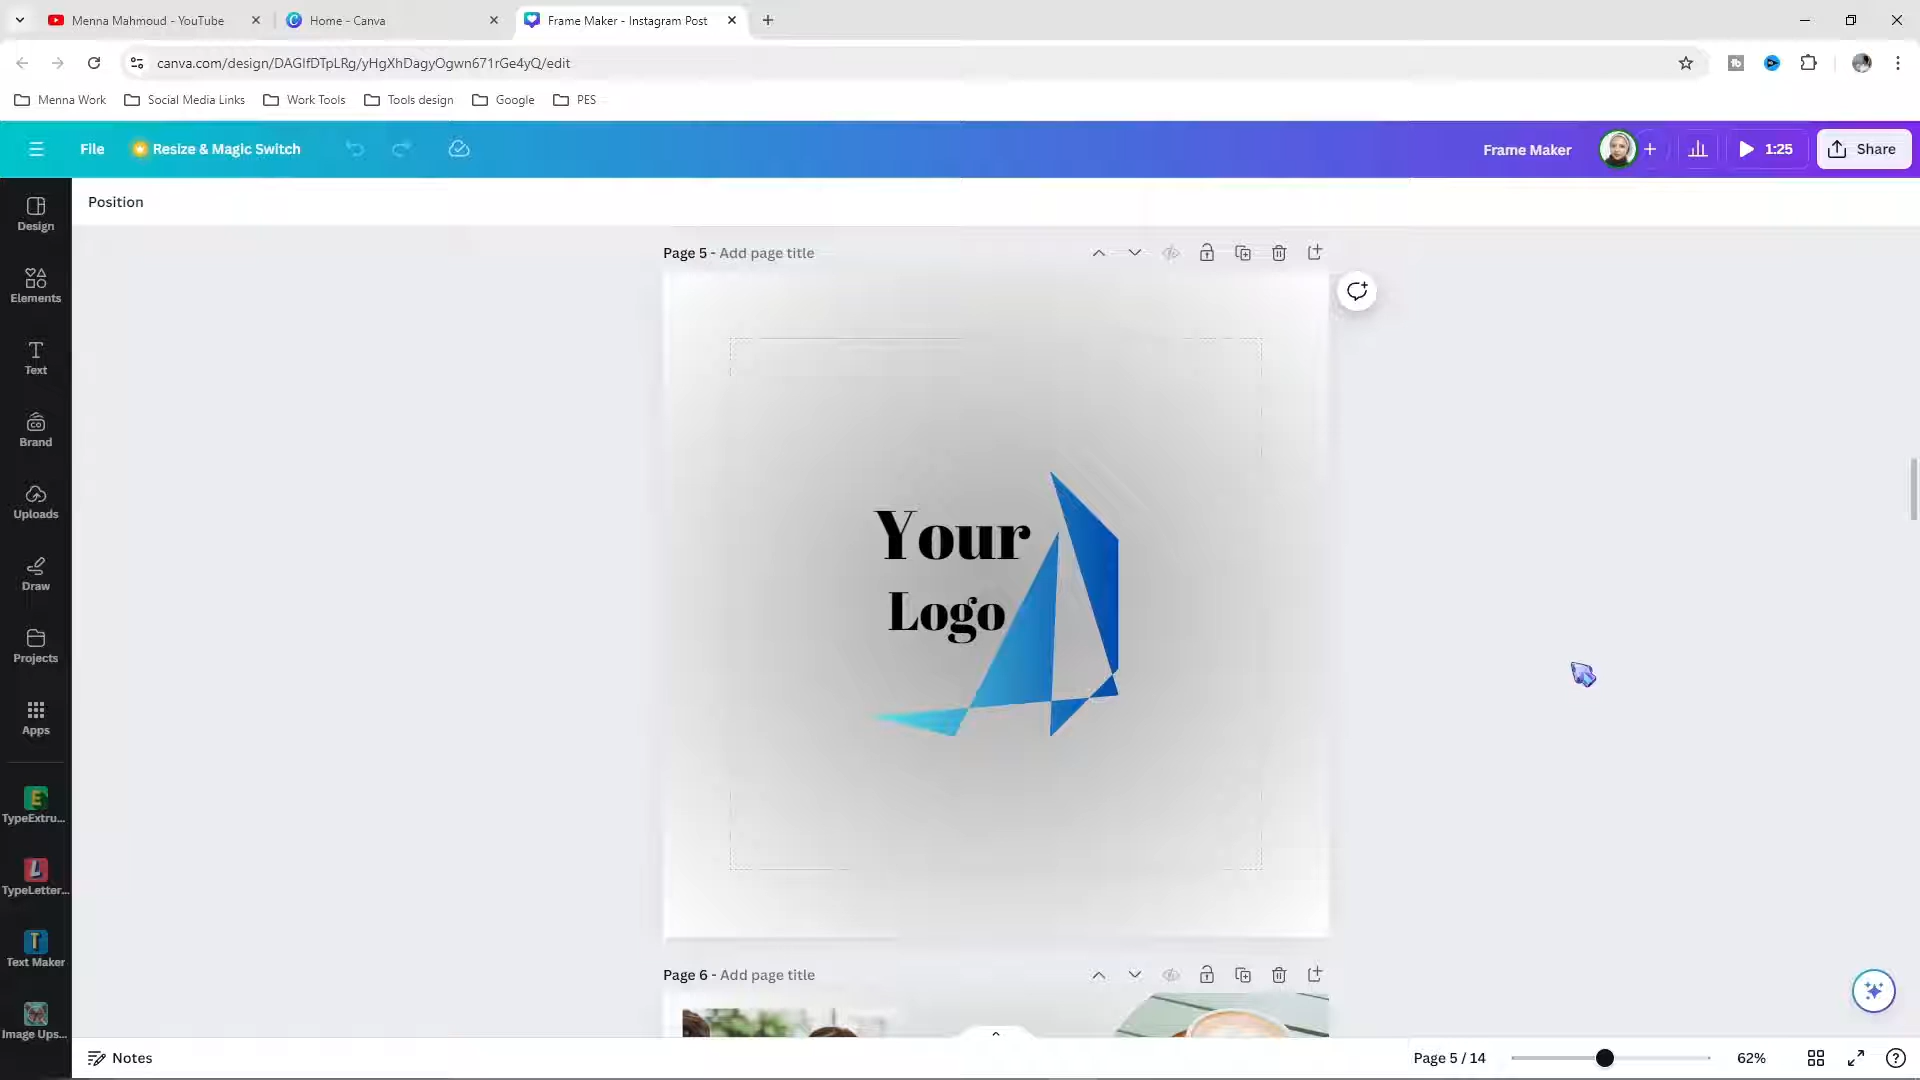 Menna Mahmoud - YouTube
Home - Canva
Frame Maker - Instagram Post
canva.com/design/DAGIfDTpLRg/yHgXhDagyOgwn671rGe4yQ/edit
Menna Work
Social Media Links
Work Tools
Tools design
Google
PES
File
Resize & Magic Switch
Frame Maker
1:25
Share
Position
Design
Elements
Text
Brand
Uploads
Draw
Projects
Apps
TypeExtru...
TypeLetter...
Text Maker
Image Ups...
Page 5 - Add page title
Your
Logo
Page 6 - Add page title
Notes
Page 5 / 14
62%